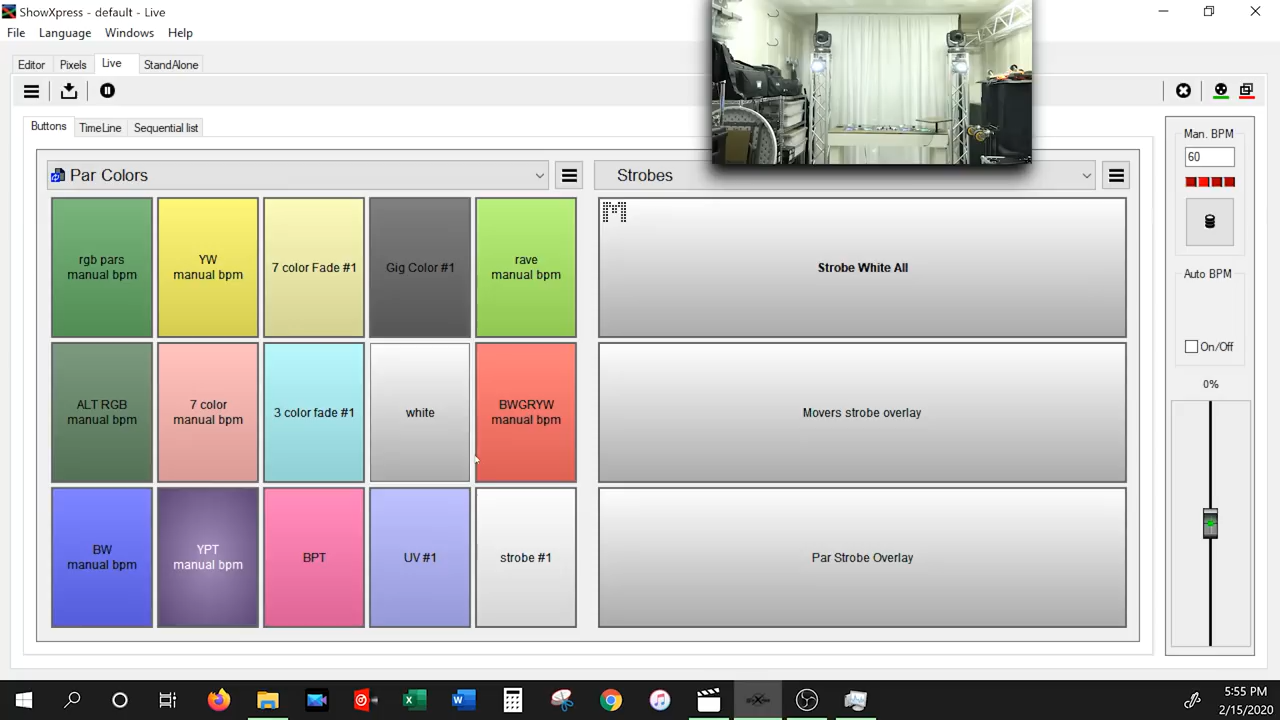 ShowXpress - default - Live
File Language Windows Help
Editor Pixels Live StandAlone
Buttons TimeLine Sequential list
Par Colors
Strobes
rgb pars
manual bpm
YW
manual bpm
7 color Fade #1
Gig Color #1
rave
manual bpm
ALT RGB
manual bpm
7 color
manual bpm
3 color fade #1
white
BWGRYW
manual bpm
BW
manual bpm
YPT
manual bpm
BPT
UV #1
strobe #1
M
Strobe White All
Movers strobe overlay
Par Strobe Overlay
Man. BPM
60
Auto BPM
On/Off
0%
5:55 PM
2/15/2020